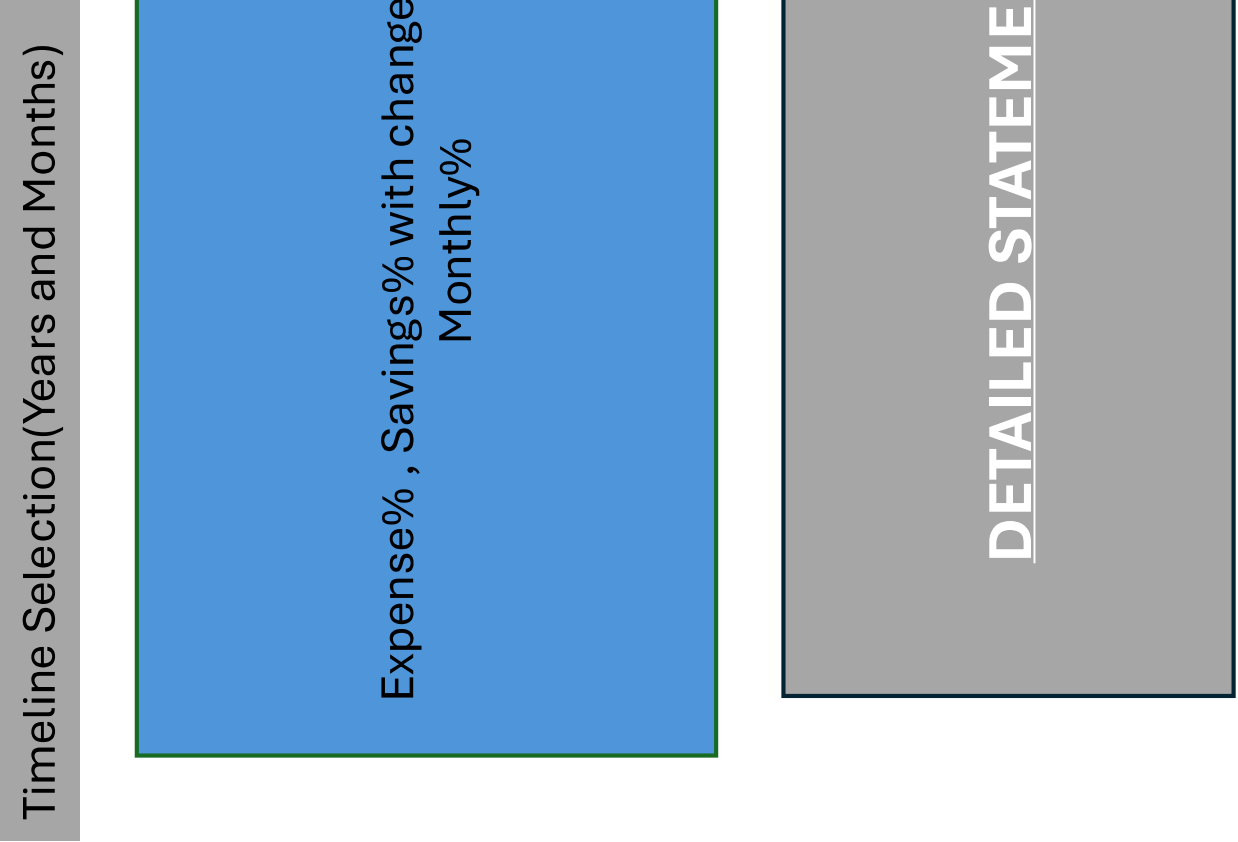 Timeline Selection(Years and Months)
Expense% , Savings% with change
Monthly%
DETAILED STATEME